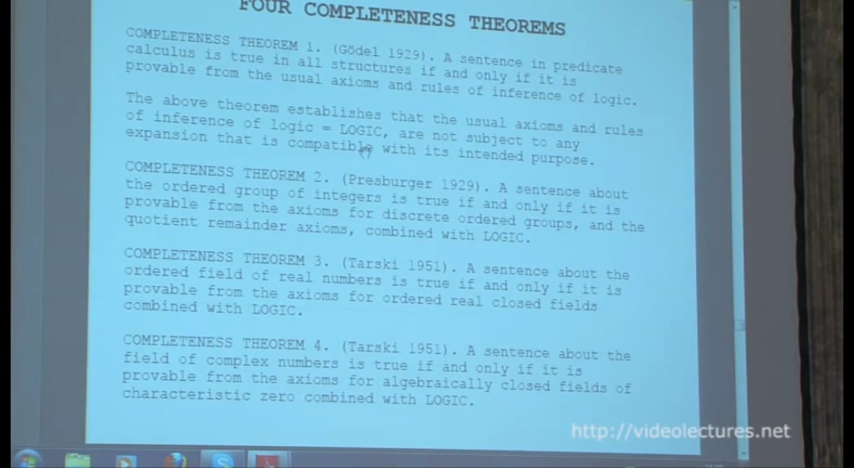 FOUR COMPLETENESS THEOREMS
COMPLETENESS THEOREM 1. (Gödel 1929). A sentence in predicate
calculus is true in all structures if and only if it is
provable from the usual axioms and rules of inference of logic.
The above theorem establishes that the usual axioms and rules
of inference of logic = LOGIC, are not subject to any
expansion that is compatible with its intended purpose.
COMPLETENESS THEOREM 2. (Presburger 1929). A sentence about
the ordered group of integers is true if and only if it is
provable from the axioms for discrete ordered groups, and the
quotient remainder axioms, combined with LOGIC.
COMPLETENESS THEOREM 3. (Tarski 1951). A sentence about the
ordered field of real numbers is true if and only if it is
provable from the axioms for ordered real closed fields
combined with LOGIC.
COMPLETENESS THEOREM 4. (Tarski 1951). A sentence about the
field of complex numbers is true if and only if it is
provable from the axioms for algebraically closed fields of
characteristic zero combined with LOGIC.
http://videolectures.net